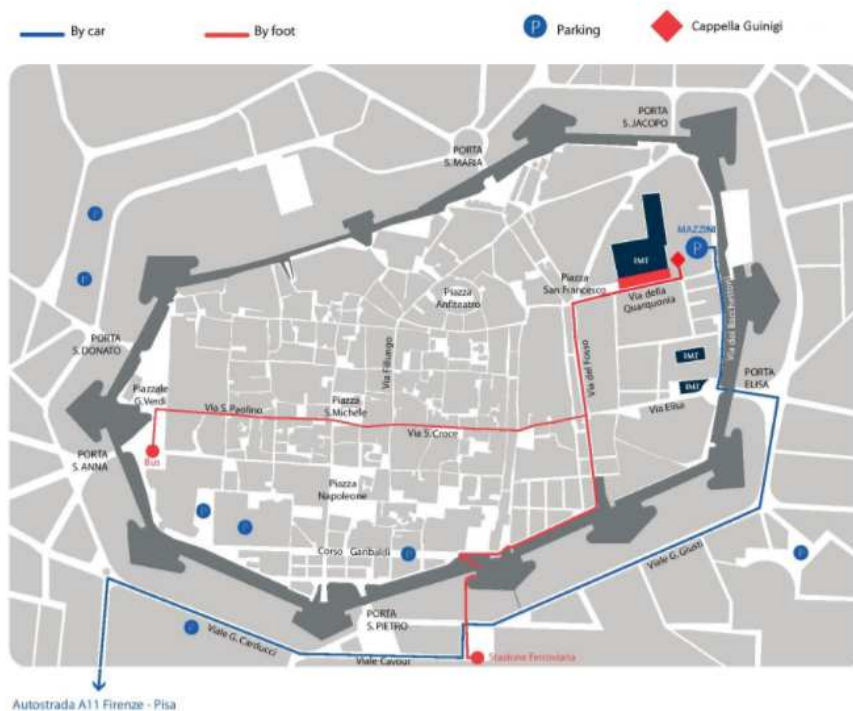 By car
By foot
P
Parking
Cappella Guinigi
PORTA
S. JACOPO
PORTA
S. MARIA
P
P
MAZZINI
P
IMT
Piazza
San Francesco
Via della
Quarquonia
Piazza
Anfiteatro
Via dei Bacchettoni
PORTA
S. DONATO
Via Fillungo
Via del Fosso
IMT
IMT
PORTA
ELISA
Piazzale
G. Verdi
Via S. Paolino
Piazza
S.Michele
Via S.Croce
Via Elisa
PORTA
S. ANNA
Bus
Piazza
Napoleone
P
P
Corso Garibaldi
P
Viale G. Giusti
P
PORTA
S. PIETRO
P
Viale G. Carducci
Viale Cavour
Stazione Ferroviaria
Autostrada A11 Firenze - Pisa